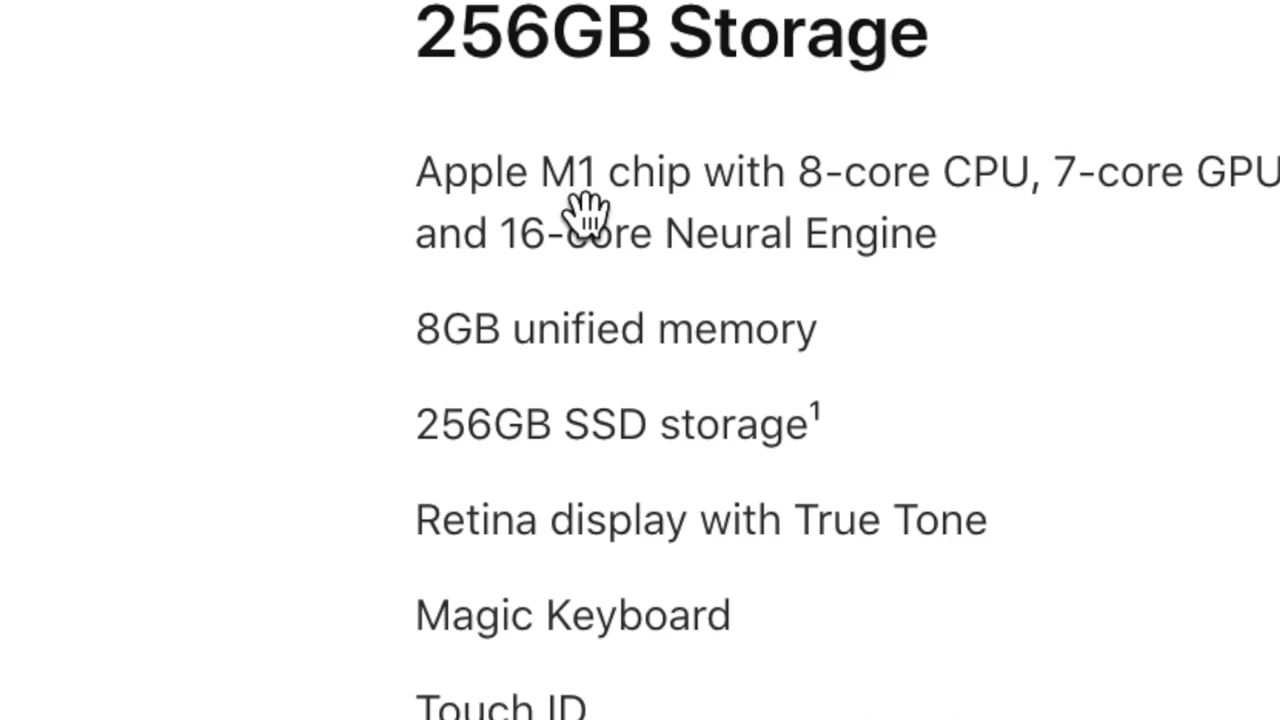 256GB Storage
Apple M1 chip with 8-core CPU, 7-core GPU
and 16-core Neural Engine
8GB unified memory
256GB SSD storage¹
Retina display with True Tone
Magic Keyboard
Touch ID